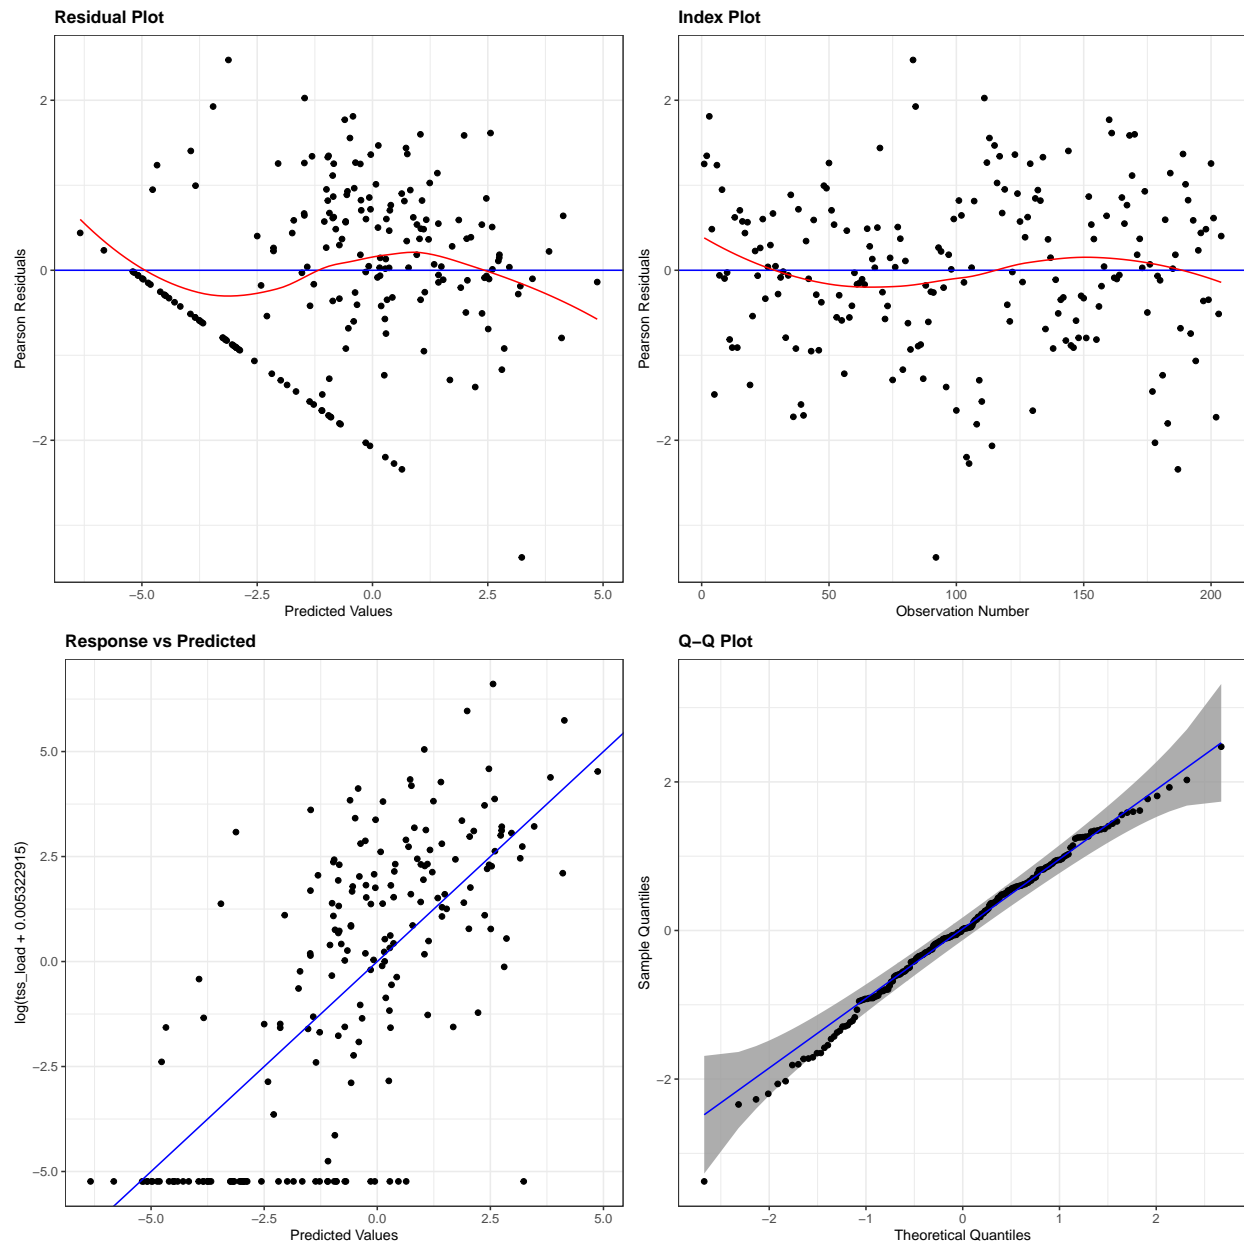 Residual Plot
2
0
−2
Pearson Residuals
−5.0
−2.5
0.0
2.5
5.0
Predicted Values
Index Plot
2
0
−2
Pearson Residuals
0
50
100
150
200
Observation Number
Response vs Predicted
5.0
2.5
0.0
−2.5
−5.0
log(tss_load + 0.005322915)
−5.0
−2.5
0.0
2.5
5.0
Predicted Values
Q−Q Plot
2
0
−2
Sample Quantiles
−2
−1
0
1
2
Theoretical Quantiles